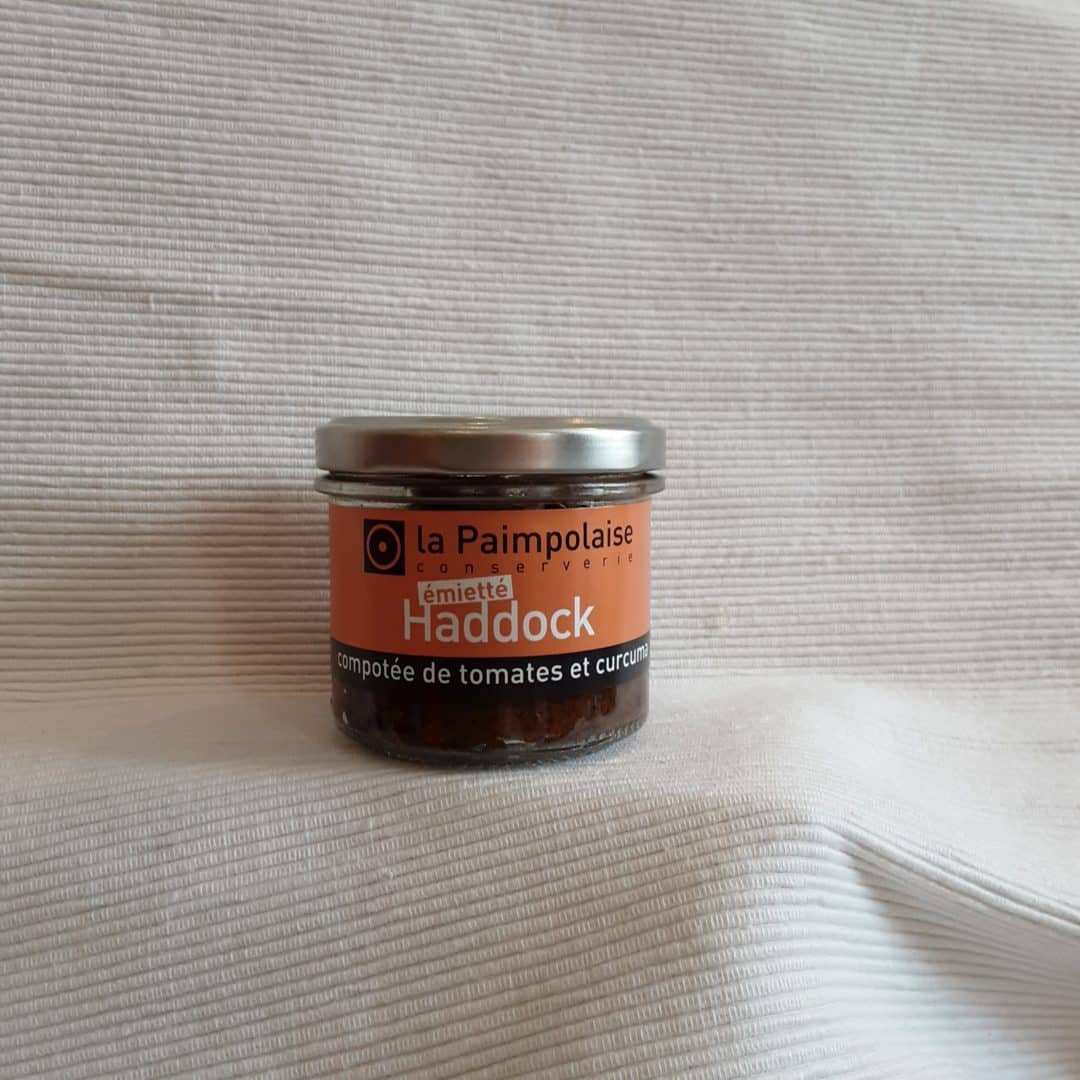 la Paimpolaise
conserverie
émietté
Haddock
compotée de tomates et curcuma